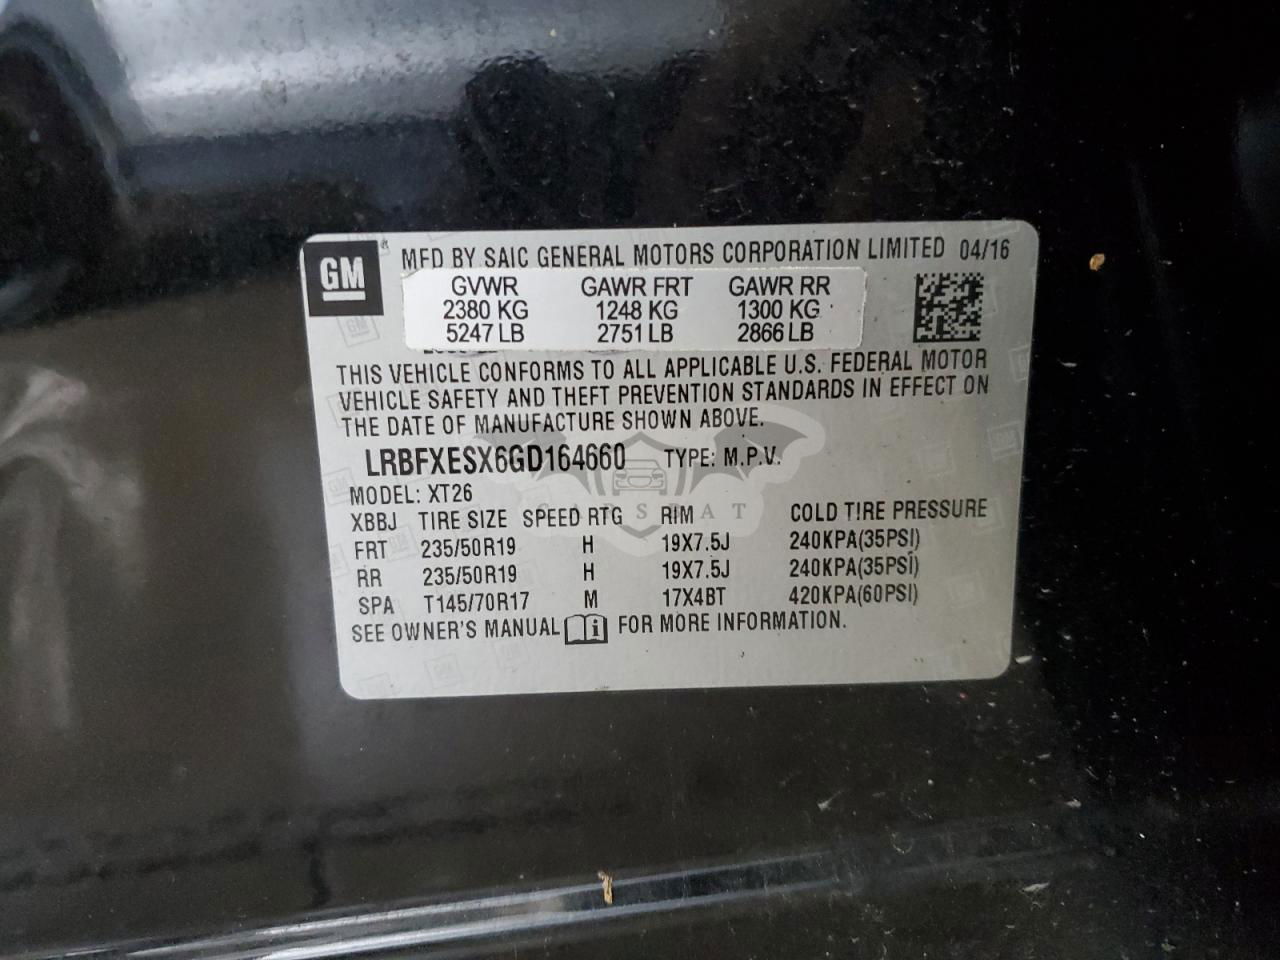 GM
MFD BY SAIC GENERAL MOTORS CORPORATION LIMITED 04/16
GVWR GAWR FRT GAWR RR
2380 KG 1248 KG 1300 KG
5247 LB 2751 LB 2866 LB
THIS VEHICLE CONFORMS TO ALL APPLICABLE U.S. FEDERAL MOTOR
VEHICLE SAFETY AND THEFT PREVENTION STANDARDS IN EFFECT ON
THE DATE OF MANUFACTURE SHOWN ABOVE.
LRBFXESX6GD164660 TYPE: M.P.V.
MODEL: XT26
XBBJ TIRE SIZE SPEED RTG RIM COLD TIRE PRESSURE
FRT 235/50R19 H 19X7.5J 240KPA(35PSI)
RR 235/50R19 H 19X7.5J 240KPA(35PSI)
SPA T145/70R17 M 17X4BT 420KPA(60PSI)
SEE OWNER'S MANUAL i FOR MORE INFORMATION.